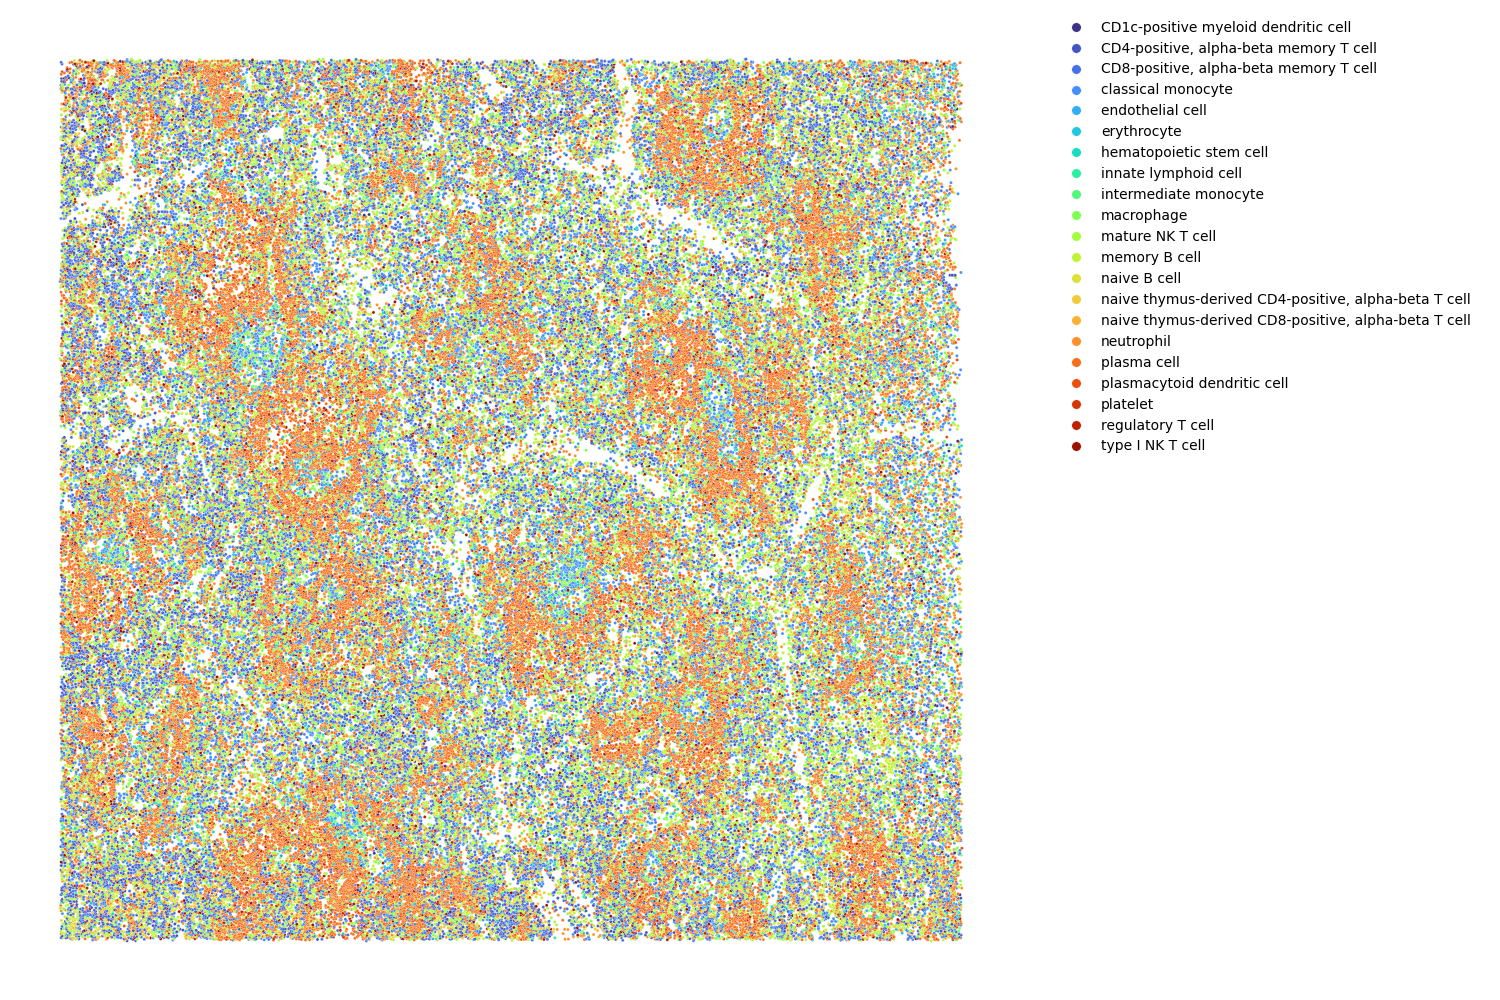 CD1c-positive myeloid dendritic cell
CD4-positive, alpha-beta memory T cell
CD8-positive, alpha-beta memory T cell
classical monocyte
endothelial cell
erythrocyte
hematopoietic stem cell
innate lymphoid cell
intermediate monocyte
macrophage
mature NK T cell
memory B cell
naive B cell
naive thymus-derived CD4-positive, alpha-beta T cell
naive thymus-derived CD8-positive, alpha-beta T cell
neutrophil
plasma cell
plasmacytoid dendritic cell
platelet
regulatory T cell
type I NK T cell